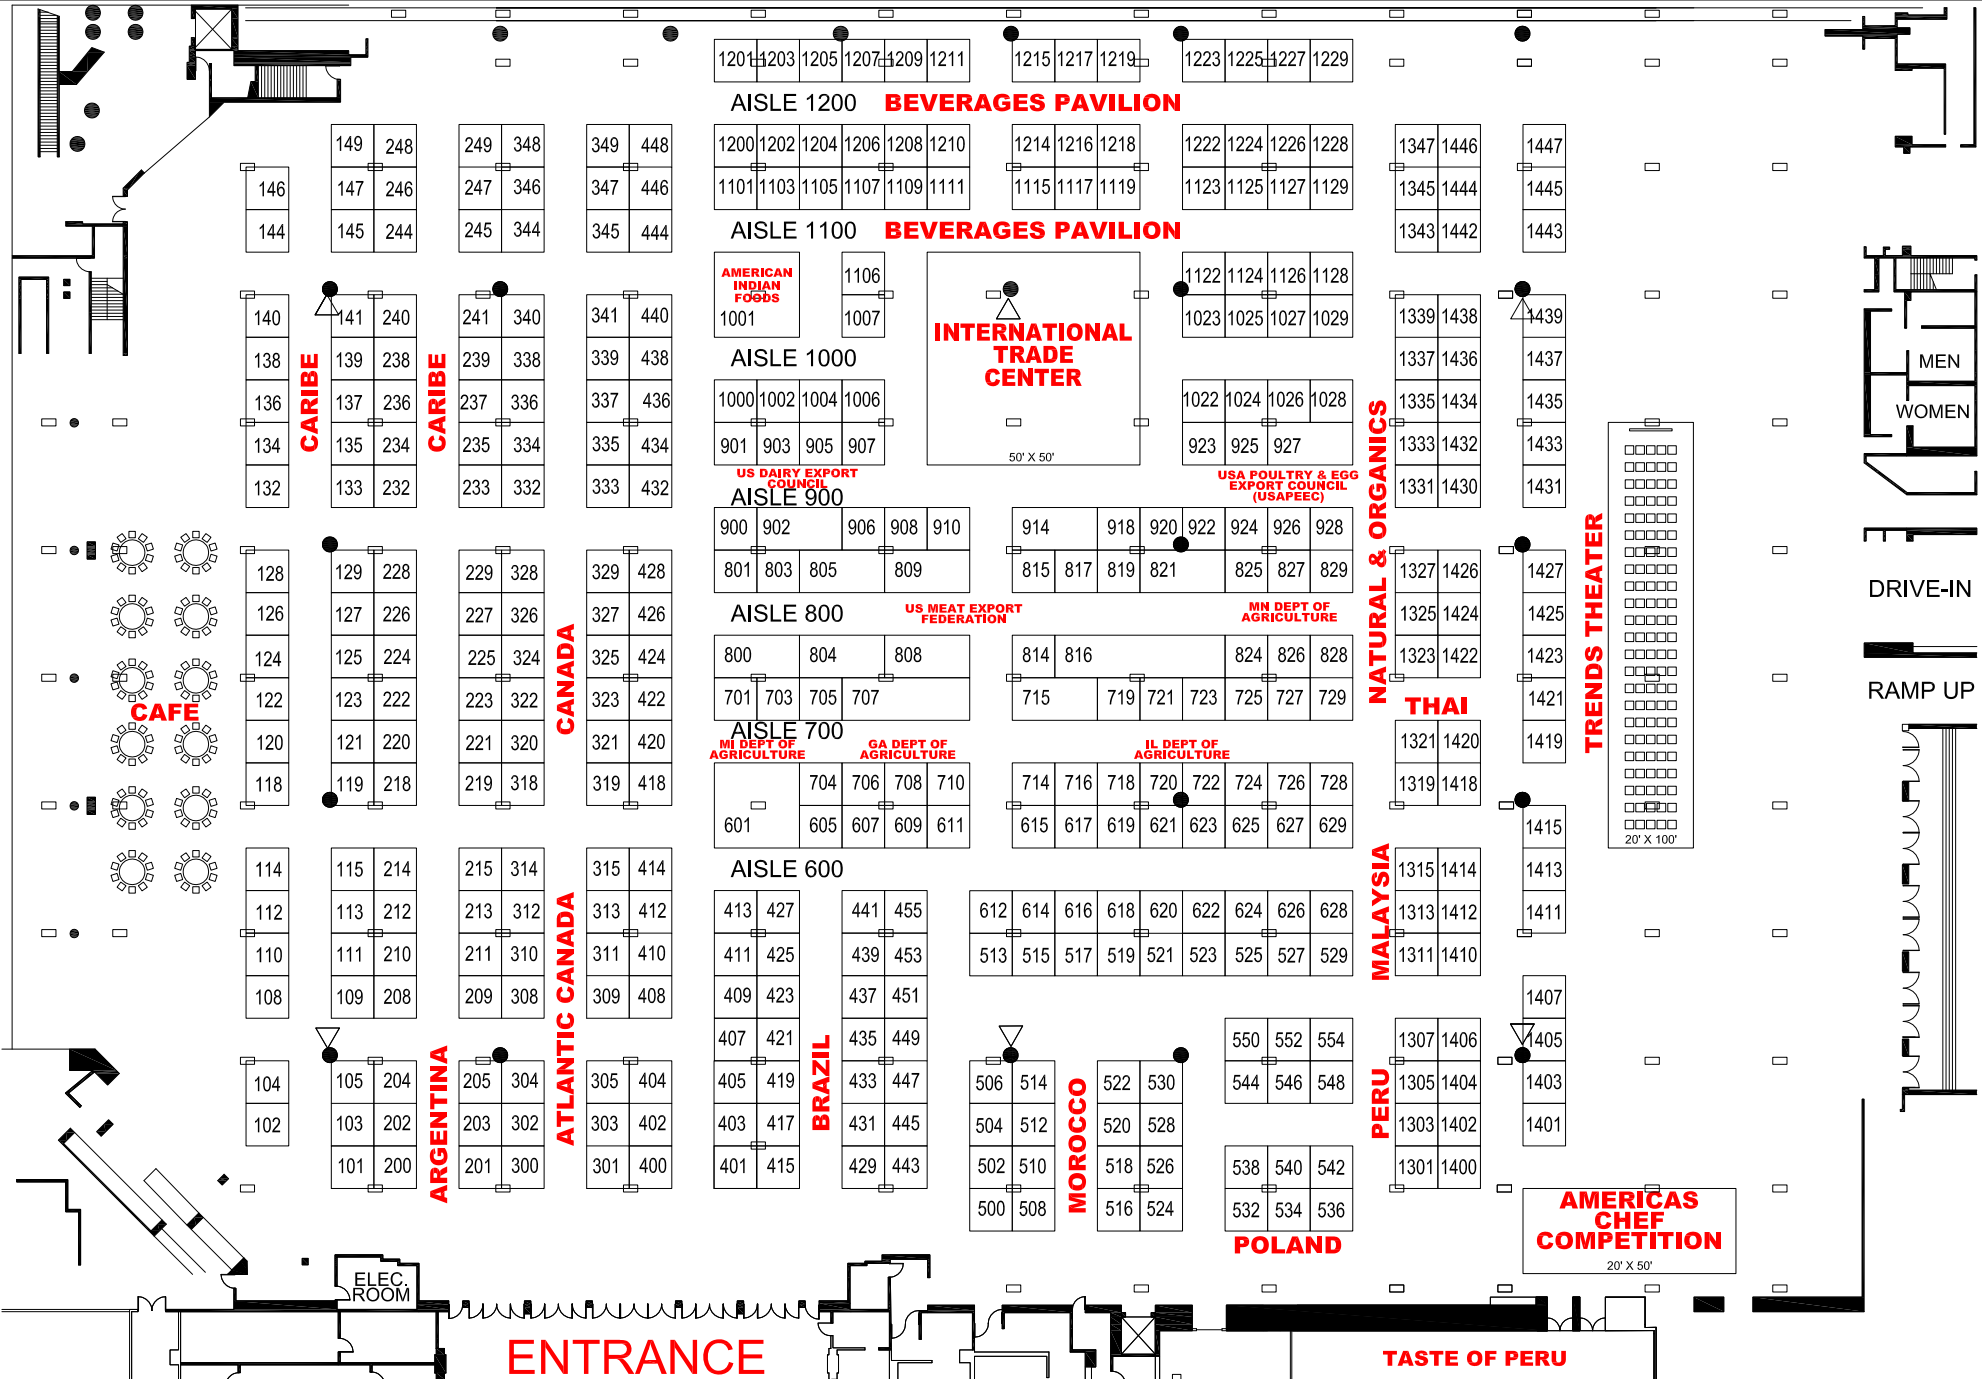 1201 1203 1205 1207 1209 1211 1215 1217 1219 1223 1225 1227 1229
AISLE 1200 BEVERAGES PAVILION
149 248 249 348 349 448 1200 1202 1204 1206 1208 1210 1214 1216 1218 1222 1224 1226 1228 1347 1446 1447
146 147 246 247 346 347 446 1101 1103 1105 1107 1109 1111 1115 1117 1119 1123 1125 1127 1129 1345 1444 1445
144 145 244 245 344 345 444 AISLE 1100 BEVERAGES PAVILION 1343 1442 1443
AMERICAN
INDIAN
FOODS
1106 1122 1124 1126 1128
140 141 240 241 340 341 440 1001 1007 1023 1025 1027 1029 1339 1438 1439
INTERNATIONAL
TRADE
CENTER
50' X 50'
138 139 238 239 338 339 438 AISLE 1000 1337 1436 1437
MEN
CARIBE
CARIBE
136 137 236 237 336 337 436 1000 1002 1004 1006 1022 1024 1026 1028 1335 1434 1435
WOMEN
134 135 234 235 334 335 434 901 903 905 907 923 925 927 1333 1432 1433
US DAIRY EXPORT
COUNCIL
USA POULTRY & EGG
EXPORT COUNCIL
(USAPEEC)
132 133 232 233 332 333 432 AISLE 900 1331 1430 1431
NATURAL & ORGANICS
900 902 906 908 910 914 918 920 922 924 926 928
128 129 228 229 328 329 428 801 803 805 809 815 817 819 821 825 827 829 1327 1426 1427
DRIVE-IN
126 127 226 227 326 327 426 AISLE 800 1325 1424 1425
US MEAT EXPORT
FEDERATION
MN DEPT OF
AGRICULTURE
124 125 224 225 324 325 424 800 804 808 814 816 824 826 828 1323 1422 1423
CANADA
TRENDS THEATER
20' X 100'
RAMP UP
122 123 222 223 322 323 422 701 703 705 707 715 719 721 723 725 727 729 1421
CAFE
THAI
120 121 220 221 320 321 420 AISLE 700 1321 1420 1419
MI DEPT OF
AGRICULTURE
GA DEPT OF
AGRICULTURE
IL DEPT OF
AGRICULTURE
118 119 218 219 318 319 418 704 706 708 710 714 716 718 720 722 724 726 728 1319 1418
601 605 607 609 611 615 617 619 621 623 625 627 629 1415
114 115 214 215 314 315 414 AISLE 600 1315 1414 1413
MALAYSIA
112 113 212 213 312 313 412 413 427 441 455 612 614 616 618 620 622 624 626 628 1313 1412 1411
110 111 210 211 310 311 410 411 425 439 453 513 515 517 519 521 523 525 527 529 1311 1410
ATLANTIC CANADA
108 109 208 209 308 309 408 409 423 437 451 1407
407 421 435 449 550 552 554 1307 1406 1405
104 105 204 205 304 305 404 405 419 433 447 506 514 522 530 544 546 548 1305 1404 1403
ARGENTINA
BRAZIL
MOROCCO
PERU
102 103 202 203 302 303 402 403 417 431 445 504 512 520 528 1303 1402 1401
101 200 201 300 301 400 401 415 429 443 502 510 518 526 538 540 542 1301 1400
500 508 516 524 532 534 536
POLAND
AMERICAS
CHEF
COMPETITION
20' X 50'
ELEC.
ROOM
ENTRANCE
TASTE OF PERU